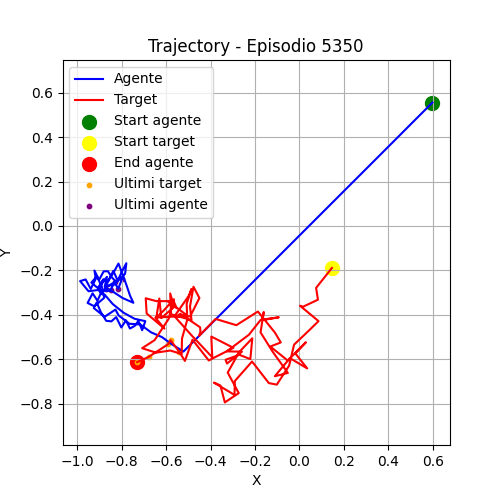 Trajectory - Episodio 5350
Agente
Target
Start agente
Start target
End agente
Ultimi target
Ultimi agente
Y
0.6
0.4
0.2
0.0
−0.2
−0.4
−0.6
−0.8
−1.0 −0.8 −0.6 −0.4 −0.2 0.0 0.2 0.4 0.6
X